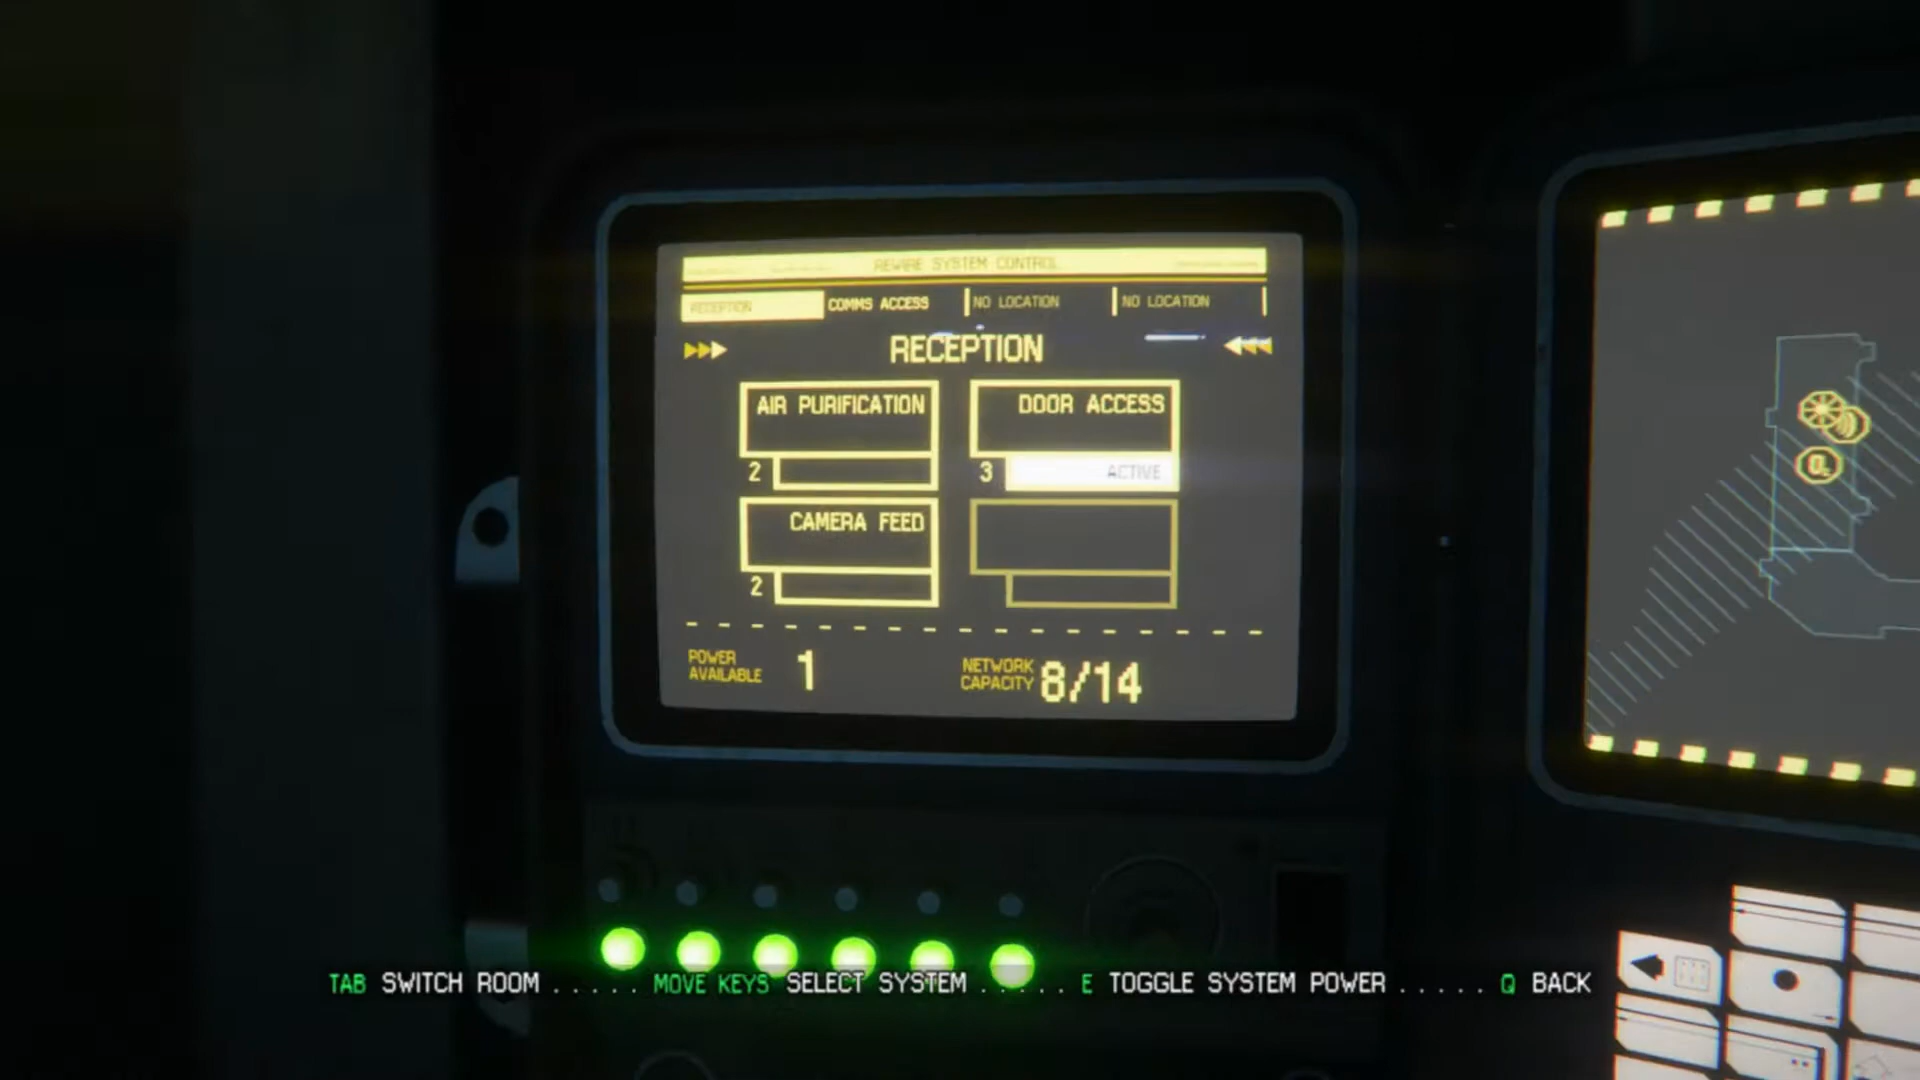 REWIRE SYSTEM CONTROL
RECEPTION COMMS ACCESS NO LOCATION NO LOCATION
RECEPTION
AIR PURIFICATION DOOR ACCESS
2 3 ACTIVE
CAMERA FEED
2
POWER AVAILABLE 1 NETWORK CAPACITY 8/14
O₂
TAB SWITCH ROOM ..... MOVE KEYS SELECT SYSTEM ..... E TOGGLE SYSTEM POWER ..... Q BACK